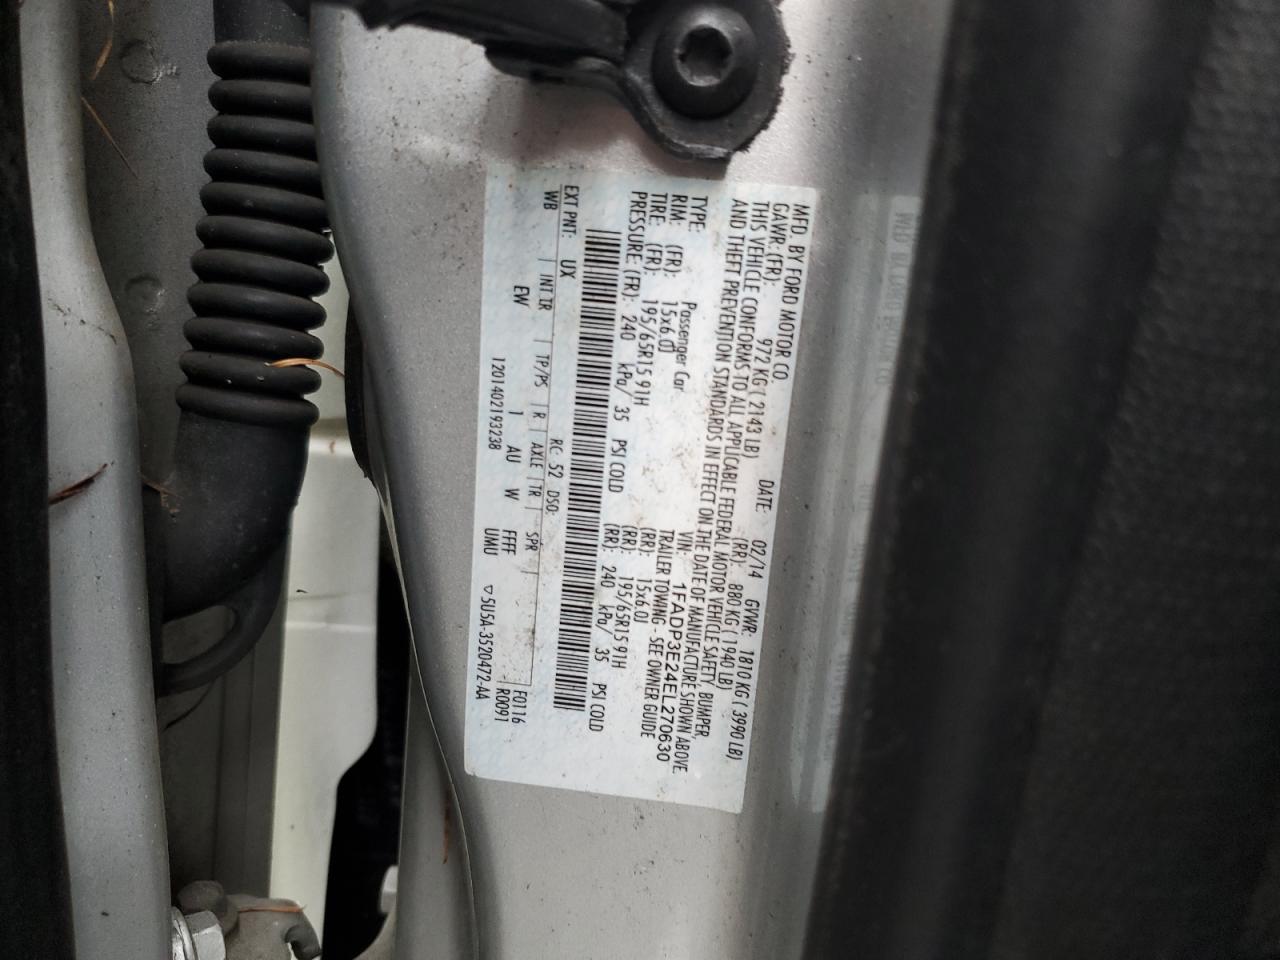 MFD. BY FORD MOTOR CO.
DATE: 02/14 GVWR: 1810 KG ( 3990 LB)
GAWR: (FR): 972 KG ( 2143 LB) (RR): 880 KG ( 1940 LB)
THIS VEHICLE CONFORMS TO ALL APPLICABLE FEDERAL MOTOR VEHICLE SAFETY, BUMPER,
AND THEFT PREVENTION STANDARDS IN EFFECT ON THE DATE OF MANUFACTURE SHOWN ABOVE.
VIN: 1FADP3E24EL270630
TYPE: Passenger Car TRAILER TOWING - SEE OWNER GUIDE
RIM: (FR): 15x6.0J (RR): 15x6.0J
TIRE: (FR): 195/65R15 91H (RR): 195/65R15 91H
PRESSURE: (FR): 240 kPa/ 35 PSI COLD (RR): 240 kPa/ 35 PSI COLD
EXT PNT: UX RC: 52 DSO:
WB | INT TR | TP/PS | R | AXLE | TR | SPR | F0116
EW I AU W FFFF R0091
UMU
1201402193238 ▽5U5A-3520472-AA